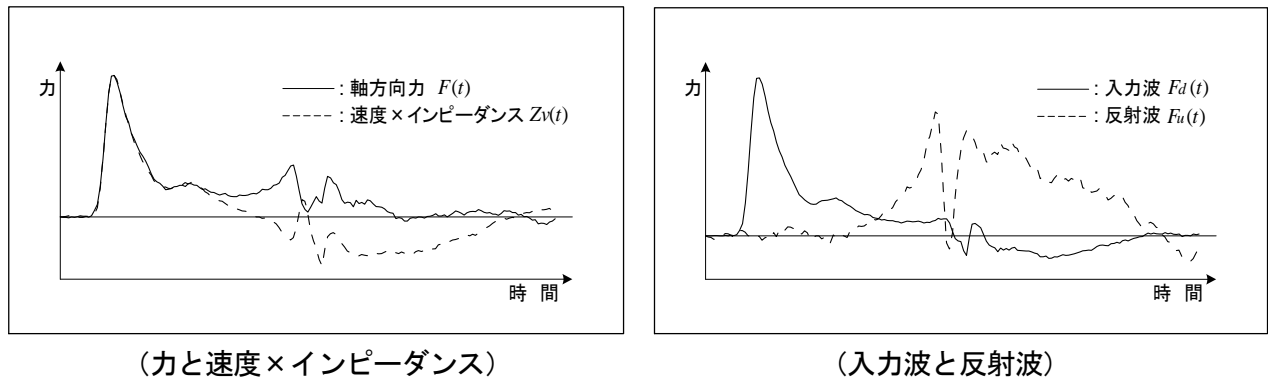 力
——— : 軸方向力 F(t)
----- : 速度×インピーダンス Zv(t)
時 間
(力と速度×インピーダンス)
力
——— : 入力波 Fd(t)
----- : 反射波 Fu(t)
時 間
(入力波と反射波)